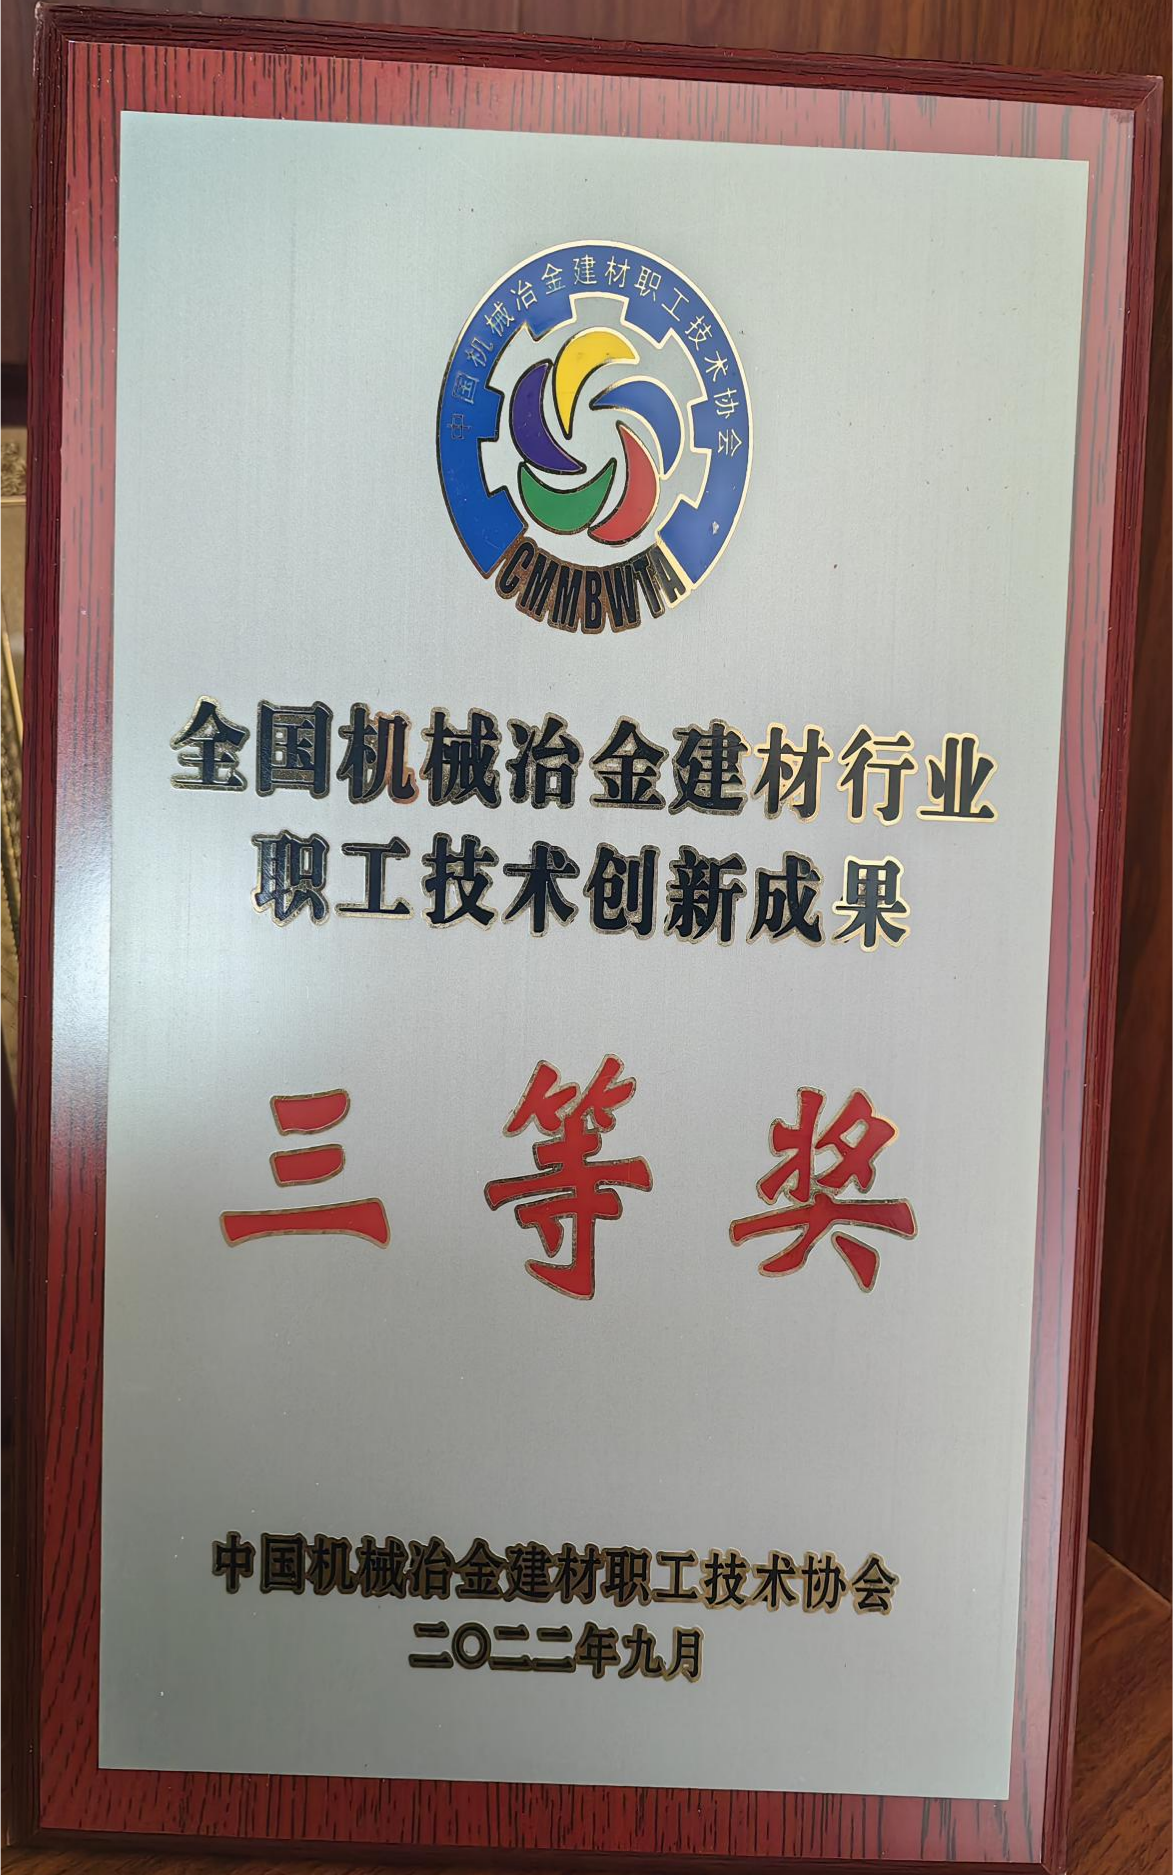 中国机械冶金建材职工技术协会
CMMBWTA
全国机械冶金建材行业
职工技术创新成果
三等奖
中国机械冶金建材职工技术协会
二〇二二年九月